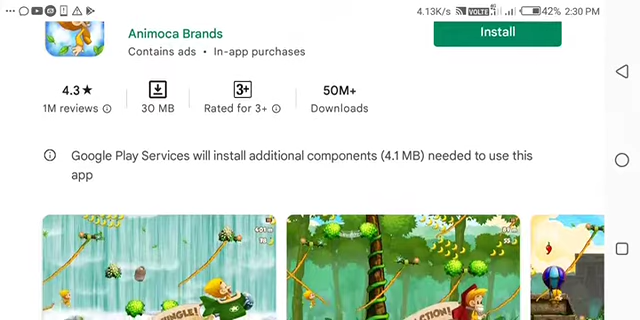 4.13K/s VOLTE 4G 42% 2:30 PM
Animoca Brands
Install
Contains ads • In-app purchases
4.3★
1M reviews
30 MB
3+
Rated for 3+
50M+
Downloads
Google Play Services will install additional components (4.1 MB) needed to use this
app